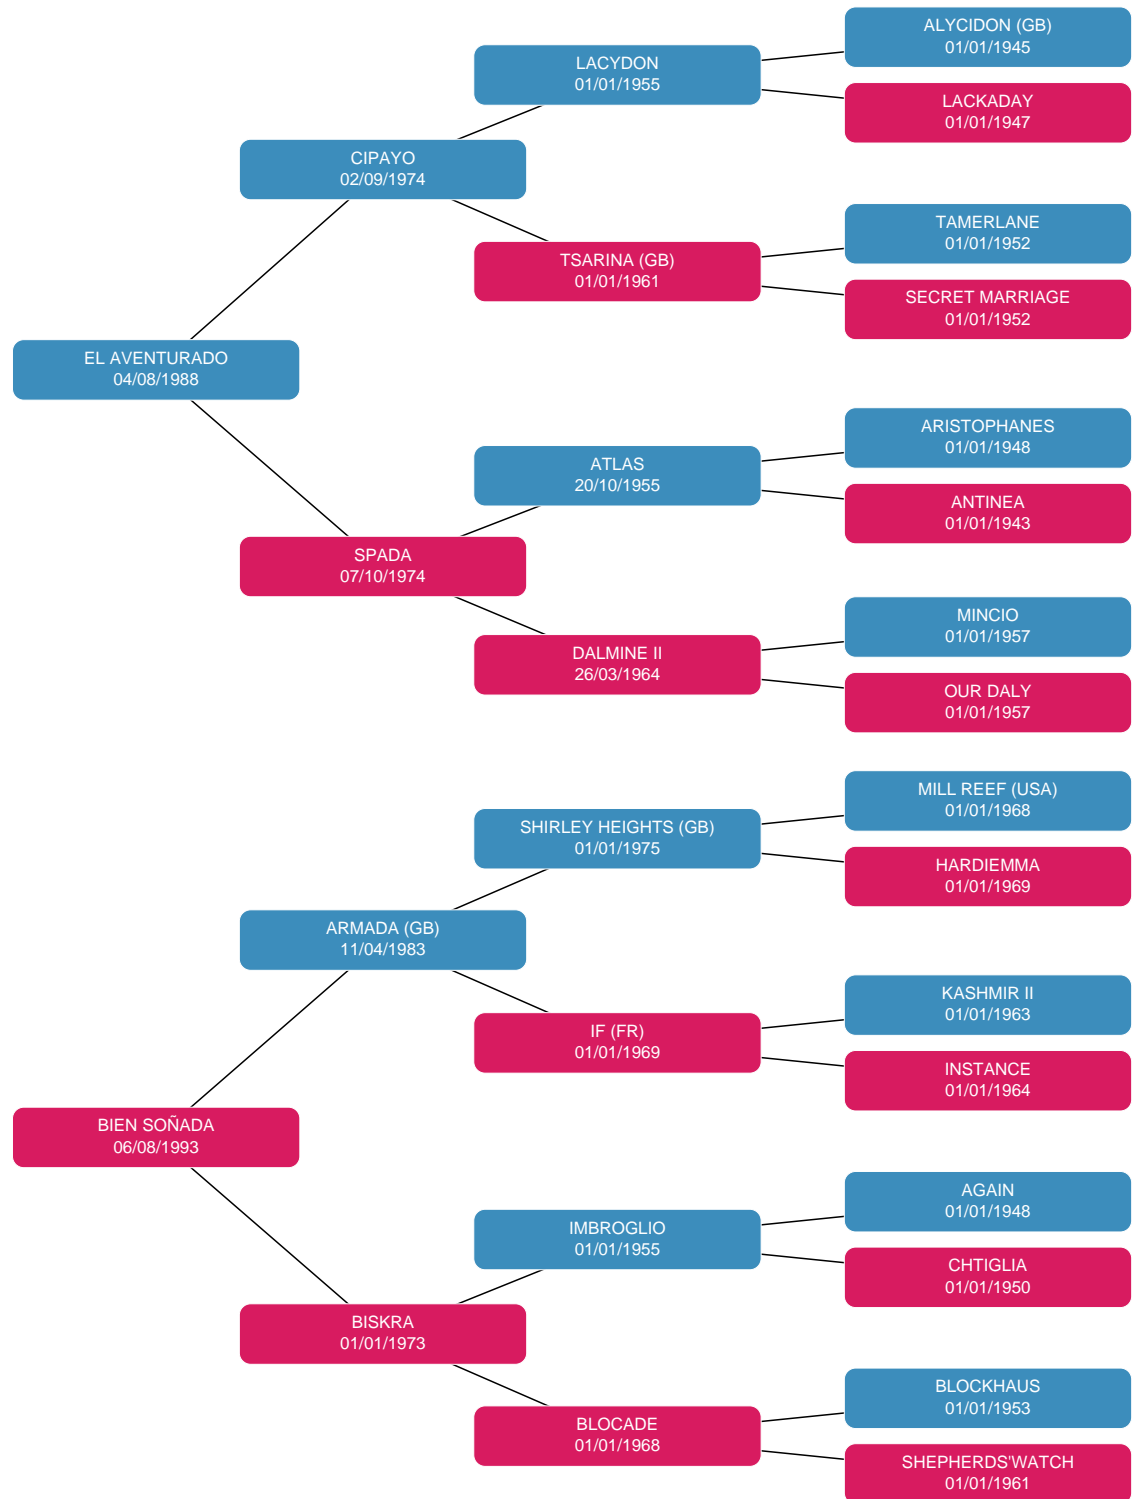 ALYCIDON (GB)
01/01/1945
LACYDON
01/01/1955
LACKADAY
01/01/1947
CIPAYO
02/09/1974
TAMERLANE
01/01/1952
TSARINA (GB)
01/01/1961
SECRET MARRIAGE
01/01/1952
EL AVENTURADO
04/08/1988
ARISTOPHANES
01/01/1948
ATLAS
20/10/1955
ANTINEA
01/01/1943
SPADA
07/10/1974
MINCIO
01/01/1957
DALMINE II
26/03/1964
OUR DALY
01/01/1957
MILL REEF (USA)
01/01/1968
SHIRLEY HEIGHTS (GB)
01/01/1975
HARDIEMMA
01/01/1969
ARMADA (GB)
11/04/1983
KASHMIR II
01/01/1963
IF (FR)
01/01/1969
INSTANCE
01/01/1964
BIEN SOÑADA
06/08/1993
AGAIN
01/01/1948
IMBROGLIO
01/01/1955
CHTIGLIA
01/01/1950
BISKRA
01/01/1973
BLOCKHAUS
01/01/1953
BLOCADE
01/01/1968
SHEPHERDS'WATCH
01/01/1961